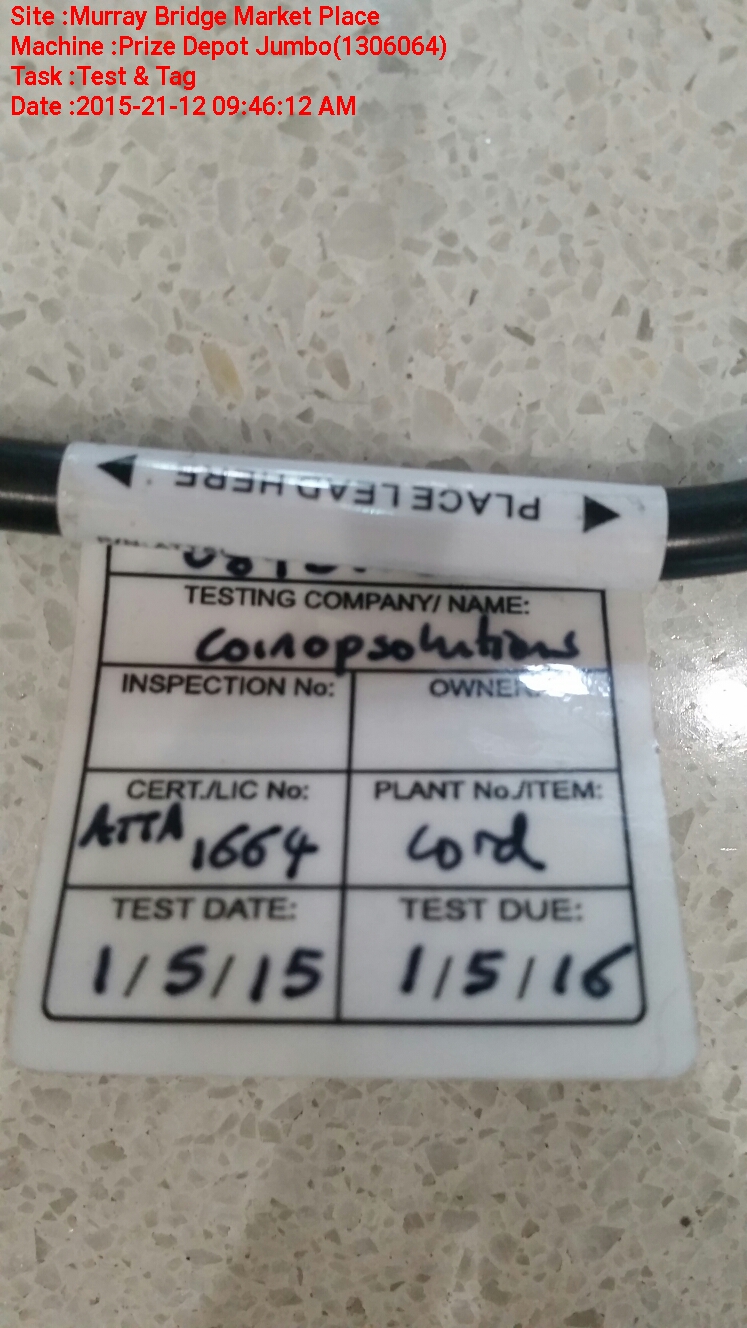 Site :Murray Bridge Market Place
Machine :Prize Depot Jumbo(1306064)
Task :Test & Tag
Date :2015-21-12 09:46:12 AM
PLACE LEAD HERE
TESTING COMPANY/ NAME:
coinopsolutions
INSPECTION No: OWNER:
CERT./LIC No: PLANT No./ITEM:
ATTA 1664 cord
TEST DATE: TEST DUE:
1/5/15 1/5/16